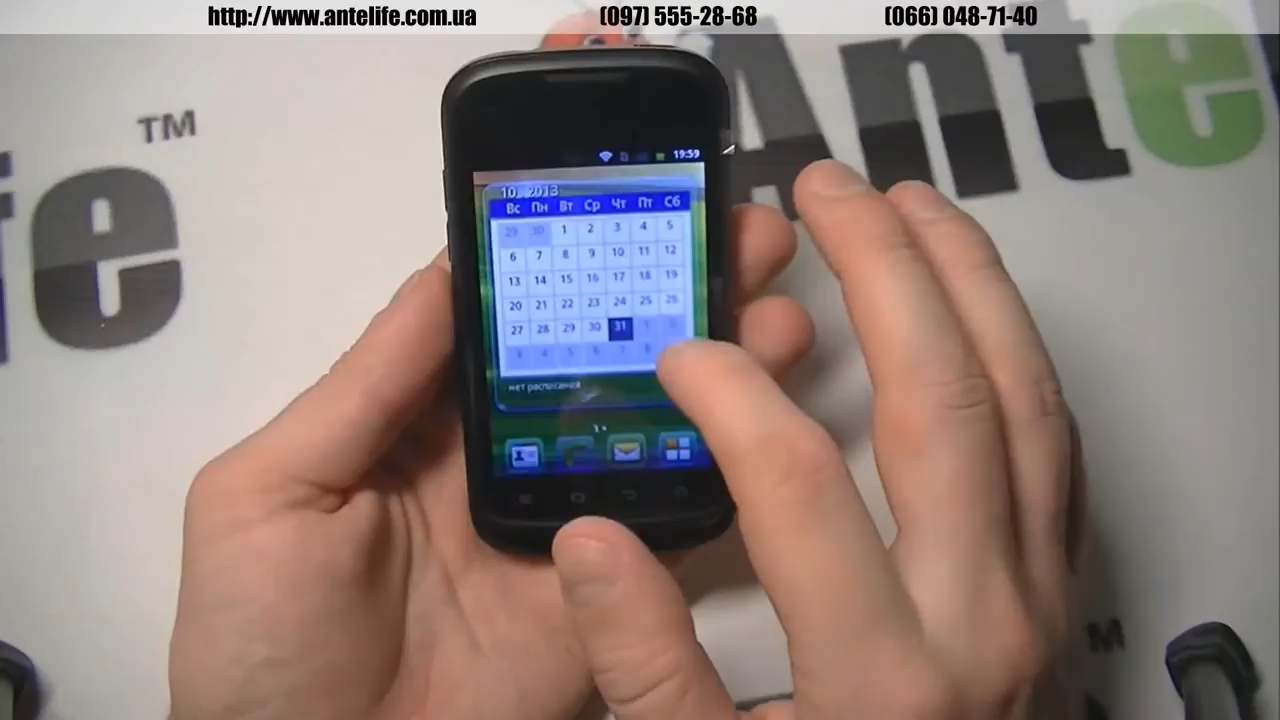 http://www.antelife.com.ua (097) 555-28-68 (066) 048-71-40
TM
fe
Ante
19:59
10, 2013
Вс Пн Вт Ср Чт Пт Сб
29 30 1 2 3 4 5
6 7 8 9 10 11 12
13 14 15 16 17 18 19
20 21 22 23 24 25 26
27 28 29 30 31 1 2
3 4 5 6 7 8
нет расписания
M